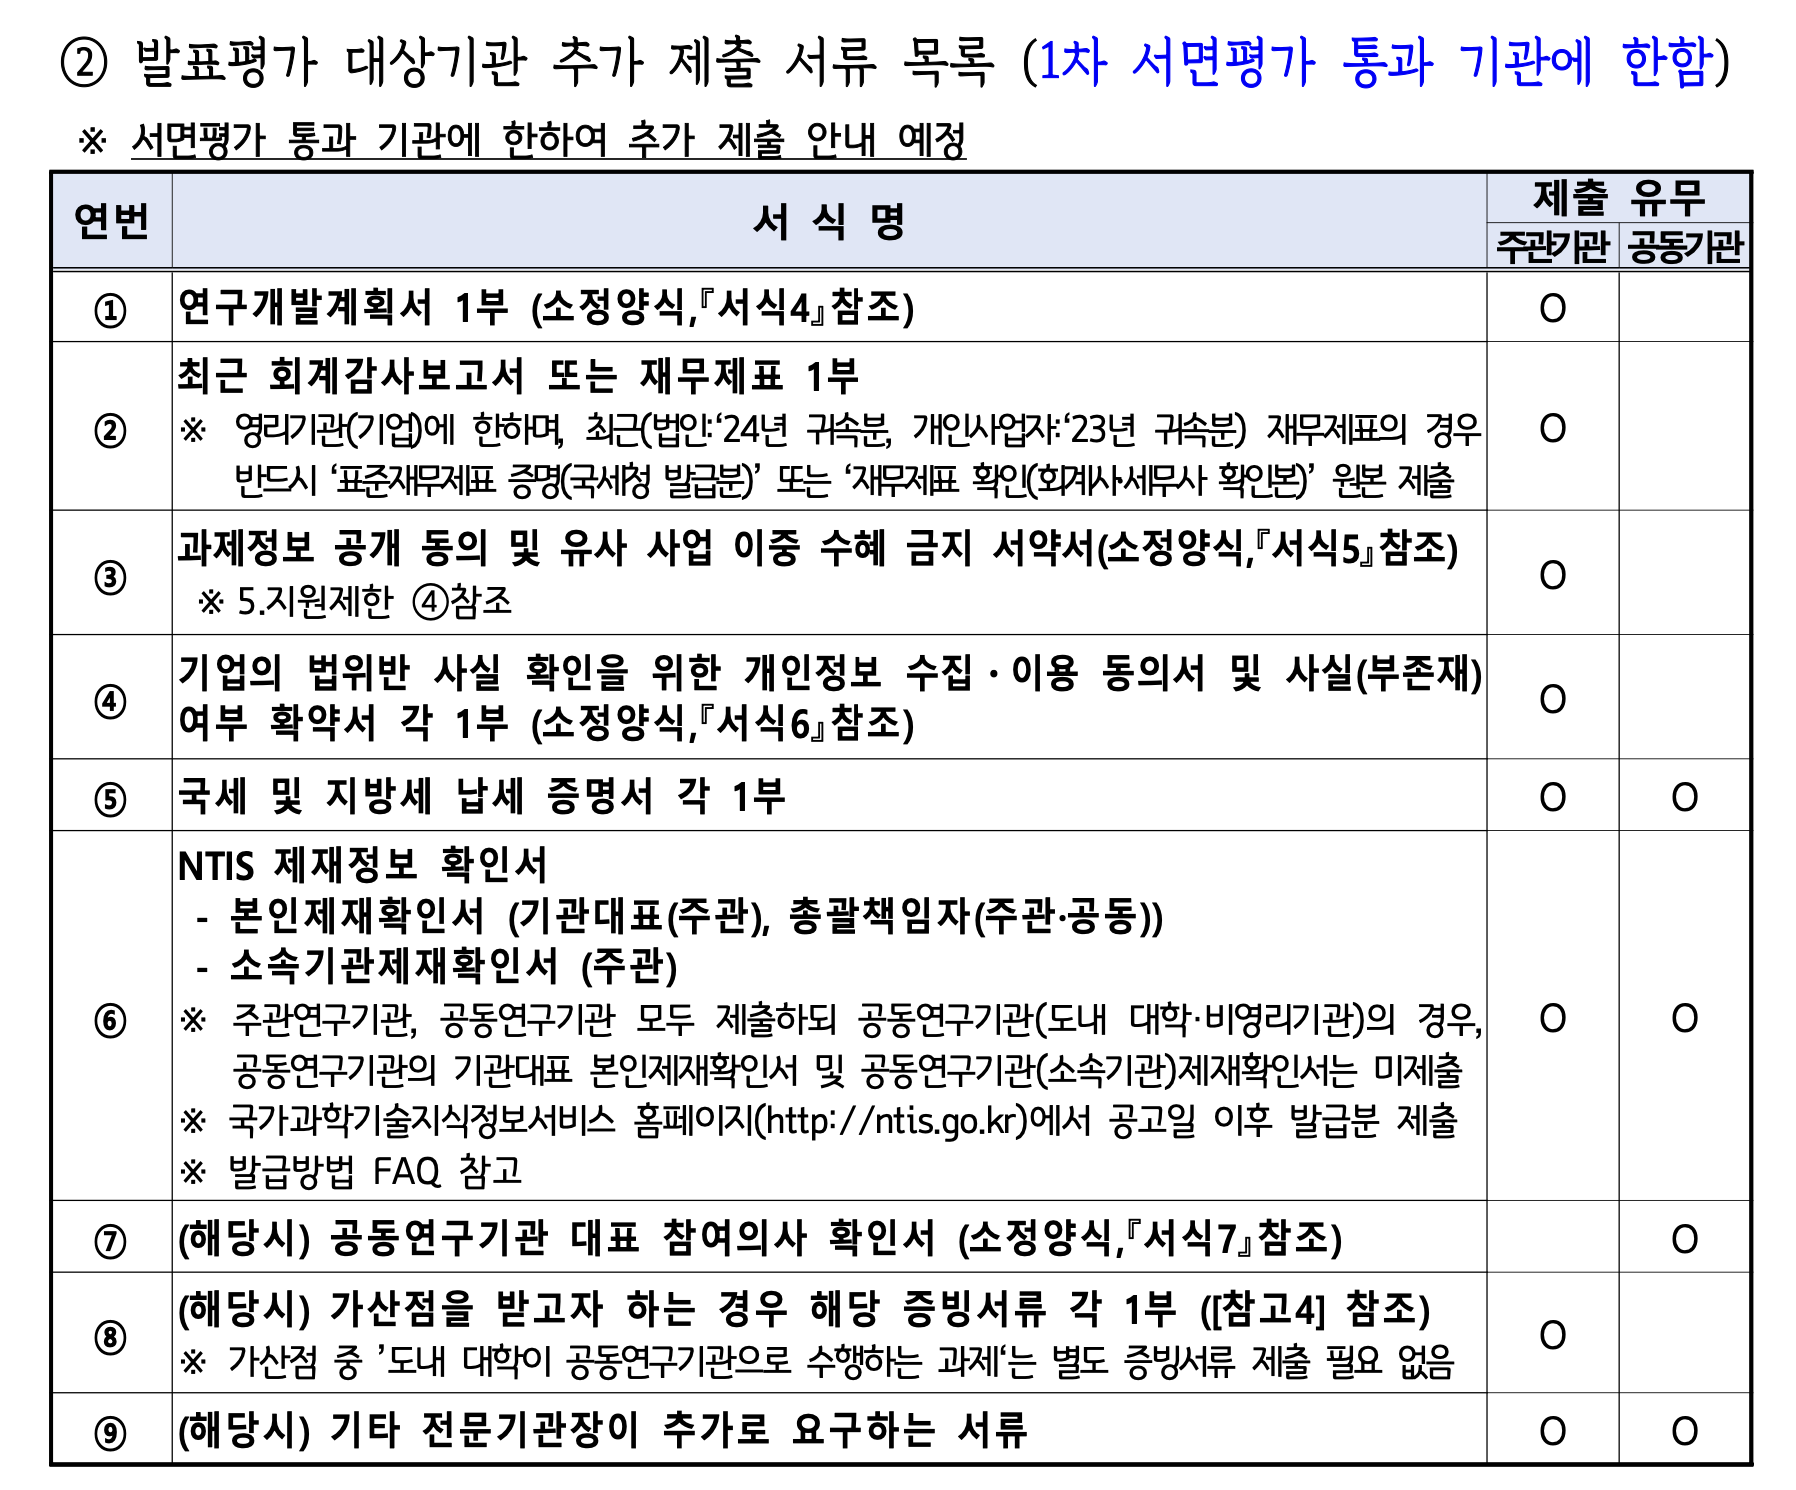 ② 발표평가 대상기관 추가 제출 서류 목록 (1차 서면평가 통과 기관에 한함)
※ 서면평가 통과 기관에 한하여 추가 제출 안내 예정
연번 서 식 명 제출 유무
주관기관 공동기관
① 연구개발계획서 1부 (소정양식,『서식4』참조) O
② 최근 회계감사보고서 또는 재무제표 1부 O
※ 영리기관(기업)에 한하며, 최근(법인:‘24년 귀속분, 개인사업자:‘23년 귀속분) 재무제표의 경우
반드시 ‘표준재무제표 증명(국세청 발급분)’ 또는 ‘재무제표 확인(회계사·세무사 확인본)’ 원본 제출
③ 과제정보 공개 동의 및 유사 사업 이중 수혜 금지 서약서(소정양식,『서식5』참조) O
※ 5.지원제한 ④참조
④ 기업의 법위반 사실 확인을 위한 개인정보 수집·이용 동의서 및 사실(부존재) O
여부 확약서 각 1부 (소정양식,『서식6』참조)
⑤ 국세 및 지방세 납세 증명서 각 1부 O O
⑥ NTIS 제재정보 확인서 O O
- 본인제재확인서 (기관대표(주관), 총괄책임자(주관·공동))
- 소속기관제재확인서 (주관)
※ 주관연구기관, 공동연구기관 모두 제출하되 공동연구기관(도내 대학·비영리기관)의 경우,
공동연구기관의 기관대표 본인제재확인서 및 공동연구기관(소속기관)제재확인서는 미제출
※ 국가과학기술지식정보서비스 홈페이지(http://ntis.go.kr)에서 공고일 이후 발급분 제출
※ 발급방법 FAQ 참고
⑦ (해당시) 공동연구기관 대표 참여의사 확인서 (소정양식,『서식7』참조) O
⑧ (해당시) 가산점을 받고자 하는 경우 해당 증빙서류 각 1부 ([참고4] 참조) O
※ 가산점 중 ’도내 대학이 공동연구기관으로 수행하는 과제‘는 별도 증빙서류 제출 필요 없음
⑨ (해당시) 기타 전문기관장이 추가로 요구하는 서류 O O